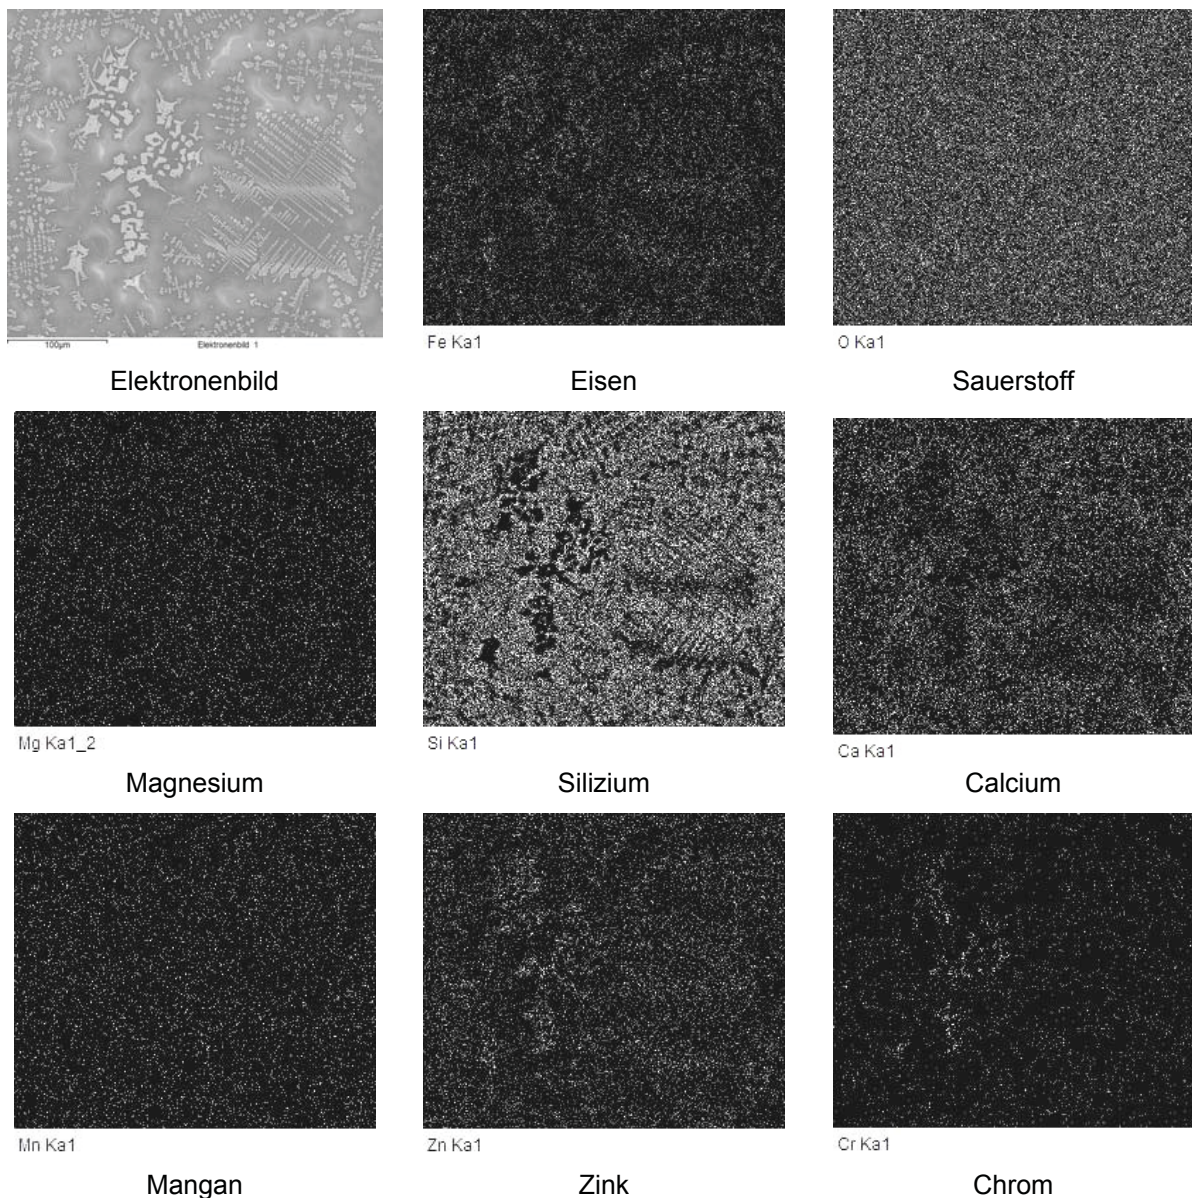 100µm Elektronenbild 1
Fe Ka1
O Ka1
Elektronenbild
Eisen
Sauerstoff
Mg Ka1_2
Si Ka1
Ca Ka1
Magnesium
Silizium
Calcium
Mn Ka1
Zn Ka1
Cr Ka1
Mangan
Zink
Chrom